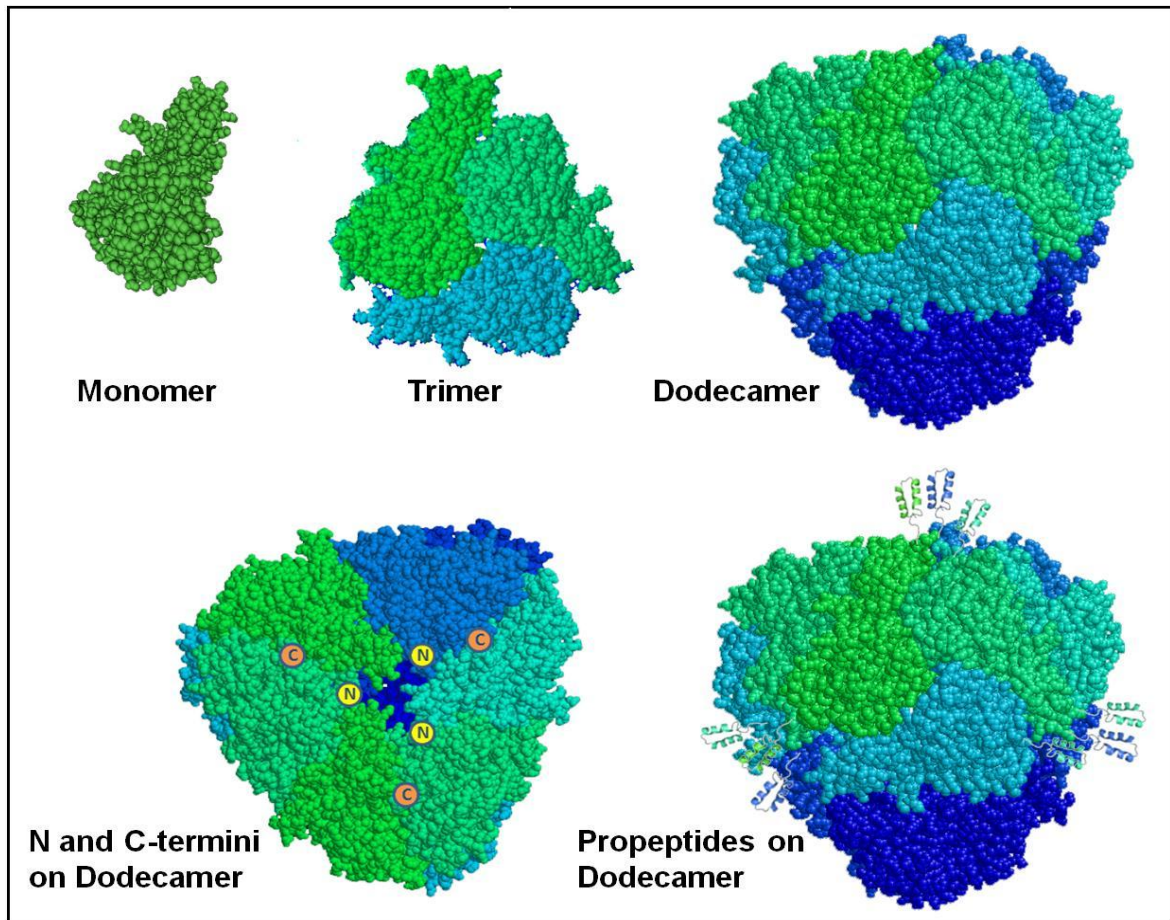 Monomer
Trimer
Dodecamer
C
N
C
N
N
C
N and C-termini
on Dodecamer
Propeptides on
Dodecamer